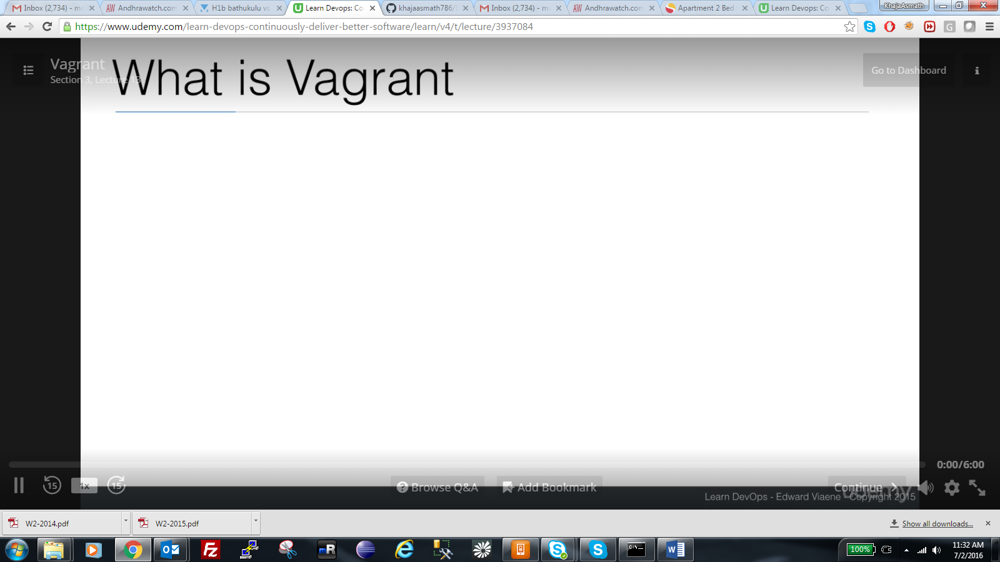 Inbox (2,734) - mo
Andhrawatch.com
H1b bathukulu vs
Learn Devops: Co
khajaasmath786/
Inbox (2,734) - mo
Andhrawatch.com
Apartment 2 Bed
Learn Devops: Co
KhajaAsmath
https://www.udemy.com/learn-devops-continuously-deliver-better-software/learn/v4/t/lecture/3937084
Vagrant
Section 3, Lecture 13
What is Vagrant
Go to Dashboard
0:00/6:00
15
1x
15
Browse Q&A
Add Bookmark
Continue
udemy
Learn DevOps - Edward Viaene - Copyright 2015
W2-2014.pdf
W2-2015.pdf
Show all downloads...
100%
11:32 AM
7/2/2016